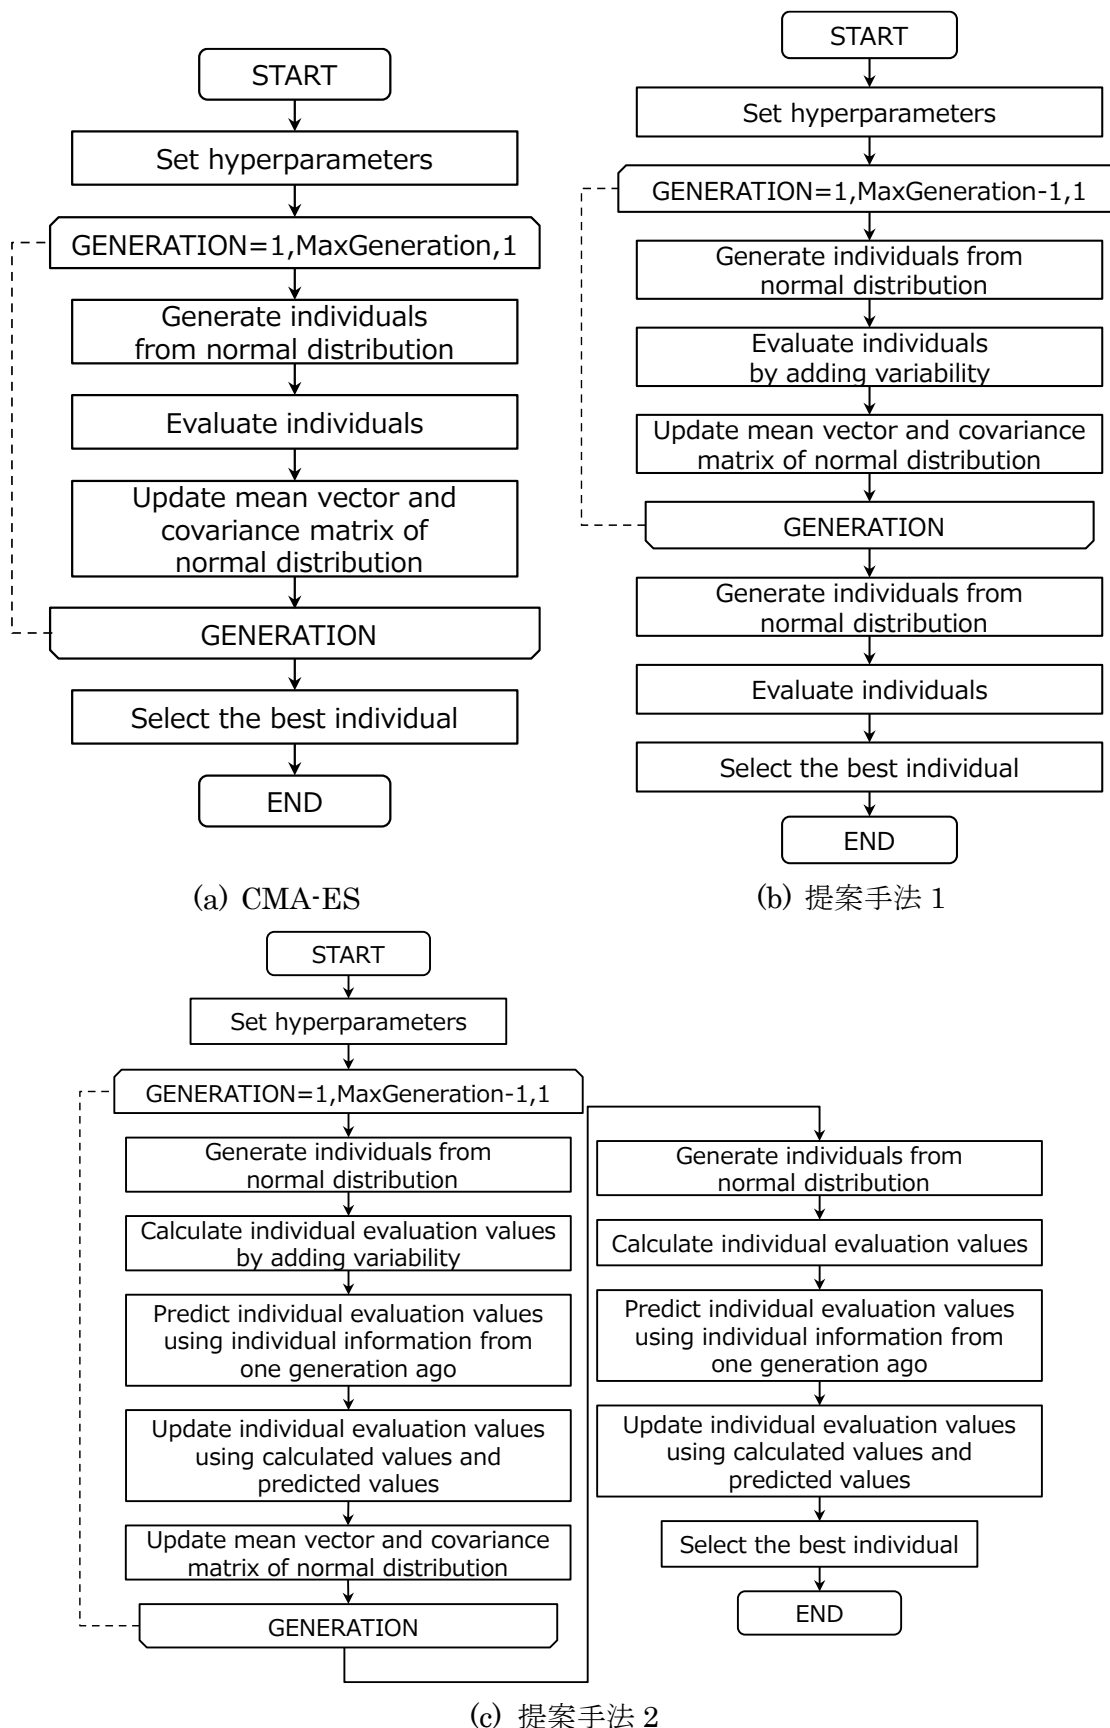 START
Set hyperparameters
GENERATION=1,MaxGeneration,1
Generate individuals
from normal distribution
Evaluate individuals
Update mean vector and
covariance matrix of
normal distribution
GENERATION
Select the best individual
END
(a) CMA-ES
START
Set hyperparameters
GENERATION=1,MaxGeneration-1,1
Generate individuals from
normal distribution
Evaluate individuals
by adding variability
Update mean vector and covariance
matrix of normal distribution
GENERATION
Generate individuals from
normal distribution
Evaluate individuals
Select the best individual
END
(b) 提案手法 1
START
Set hyperparameters
GENERATION=1,MaxGeneration-1,1
Generate individuals from
normal distribution
Calculate individual evaluation values
by adding variability
Predict individual evaluation values
using individual information from
one generation ago
Update individual evaluation values
using calculated values and
predicted values
Update mean vector and covariance
matrix of normal distribution
GENERATION
Generate individuals from
normal distribution
Calculate individual evaluation values
Predict individual evaluation values
using individual information from
one generation ago
Update individual evaluation values
using calculated values and
predicted values
Select the best individual
END
(c) 提案手法 2